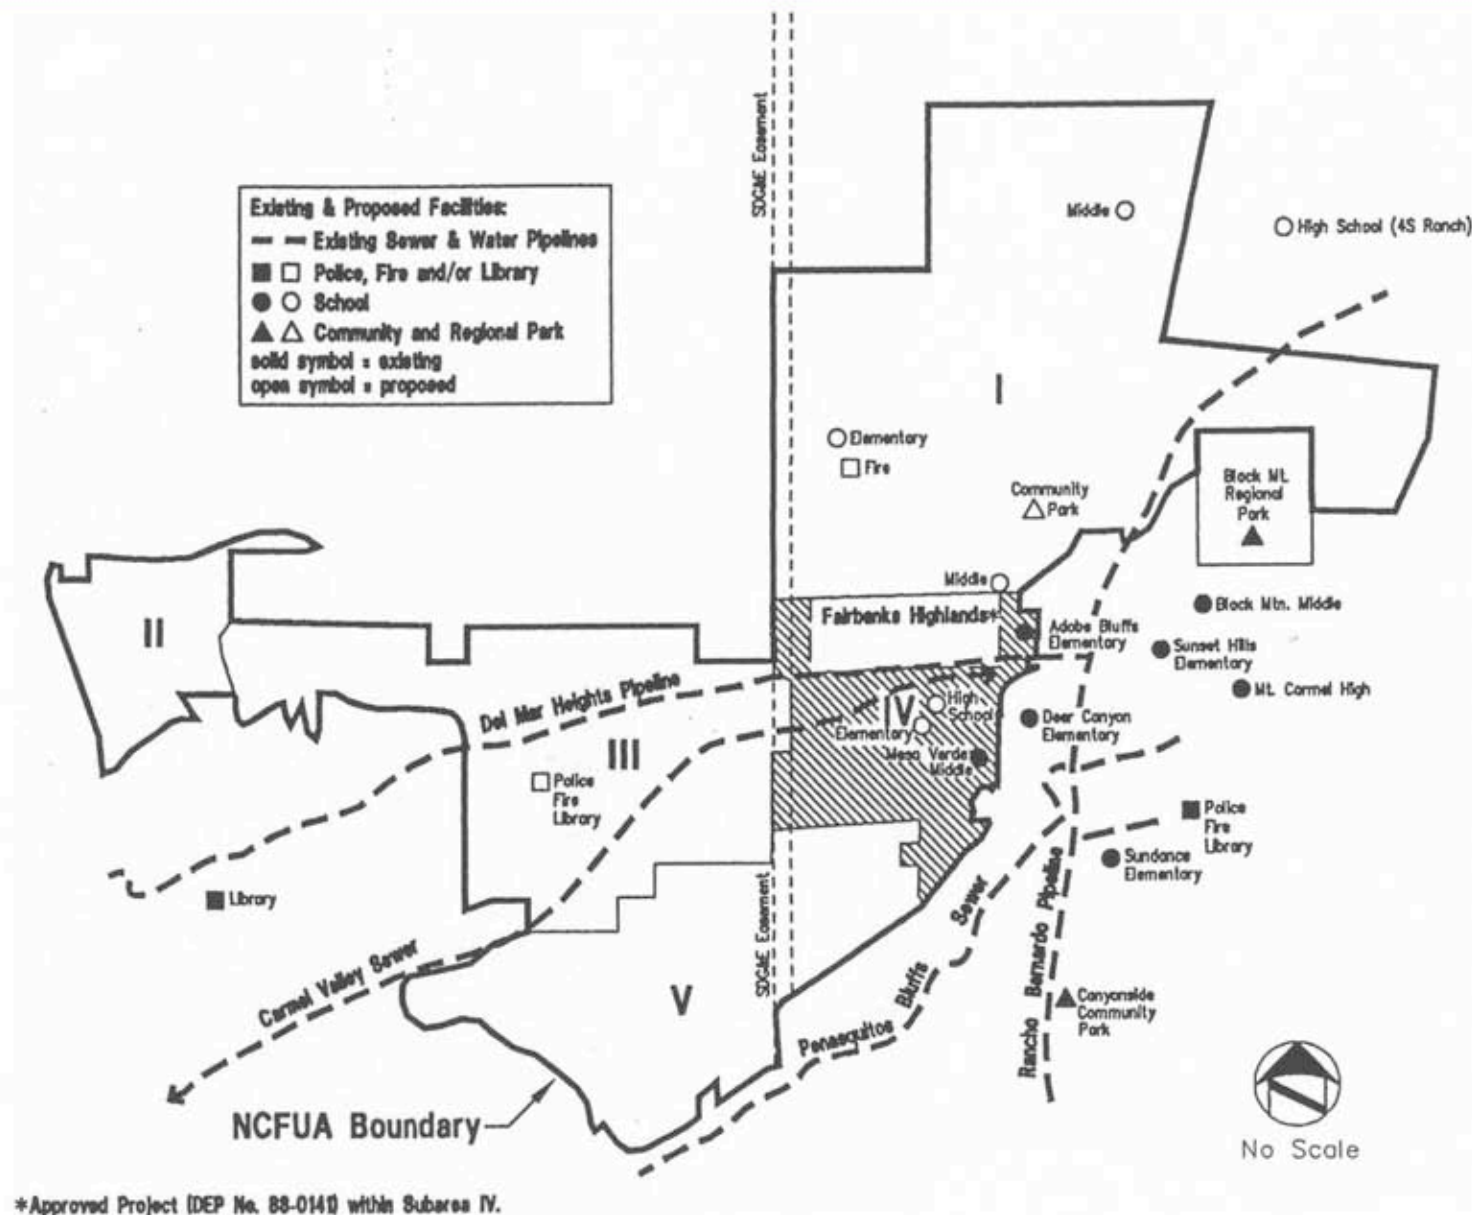 SDG&E Easement
Existing & Proposed Facilities:
Existing Sewer & Water Pipelines
Police, Fire and/or Library
School
Community and Regional Park
solid symbol = existing
open symbol = proposed
Middle
High School (4S Ranch)
I
Elementary
Fire
Community
Park
Black Mt.
Regional
Park
Middle
Black Mtn. Middle
Fairbanks Highlands*
Adobe Bluffs
Elementary
Sunset Hills
Elementary
Mt. Carmel High
II
Del Mar Heights Pipeline
IV
High
School
Elementary
Deer Canyon
Elementary
Mesa Verde
Middle
III
Police
Fire
Library
Police
Fire
Library
Sundance
Elementary
Library
SDG&E Easement
Carmel Valley Sewer
V
Penasquitos Bluffs Sewer
Rancho Bernardo Pipeline
Canyonside
Community
Park
NCFUA Boundary
No Scale
*Approved Project (DEP No. 88-0141) within Subarea IV.